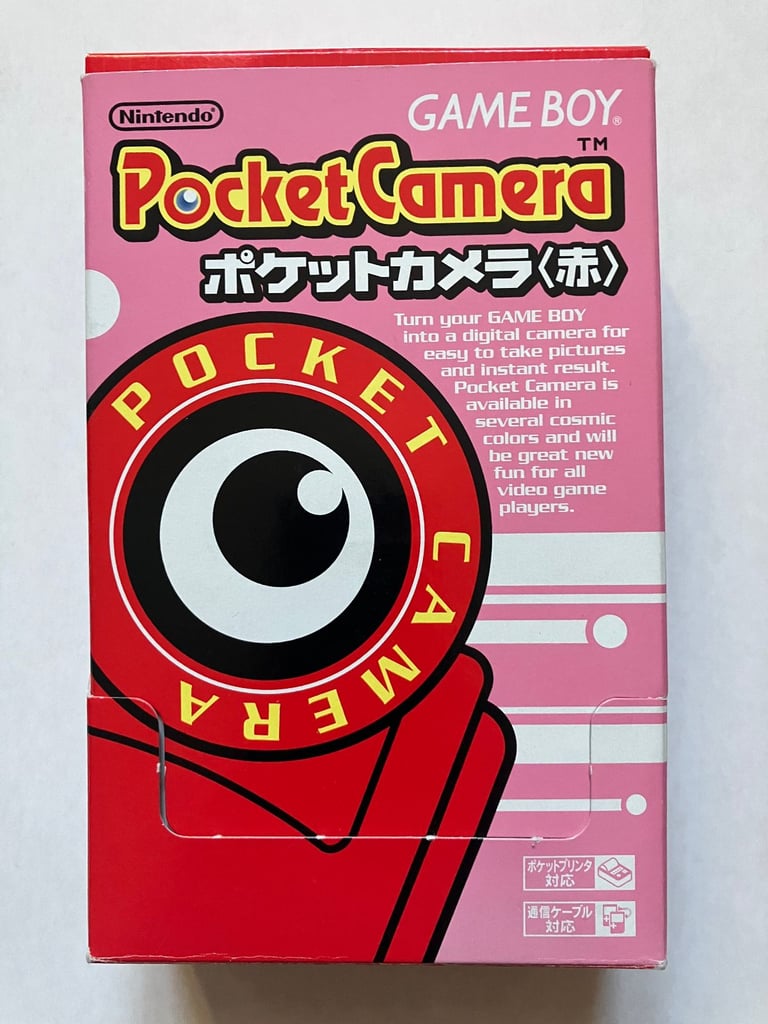 Nintendo®
GAME BOY®
PocketCamera™
ポケットカメラ〈赤〉
Turn your GAME BOY
into a digital camera for
easy to take pictures
and instant result.
Pocket Camera is
available in
several cosmic
colors and will
be great new
fun for all
video game
players.
POCKET CAMERA
ポケットプリンタ
対応
通信ケーブル
対応